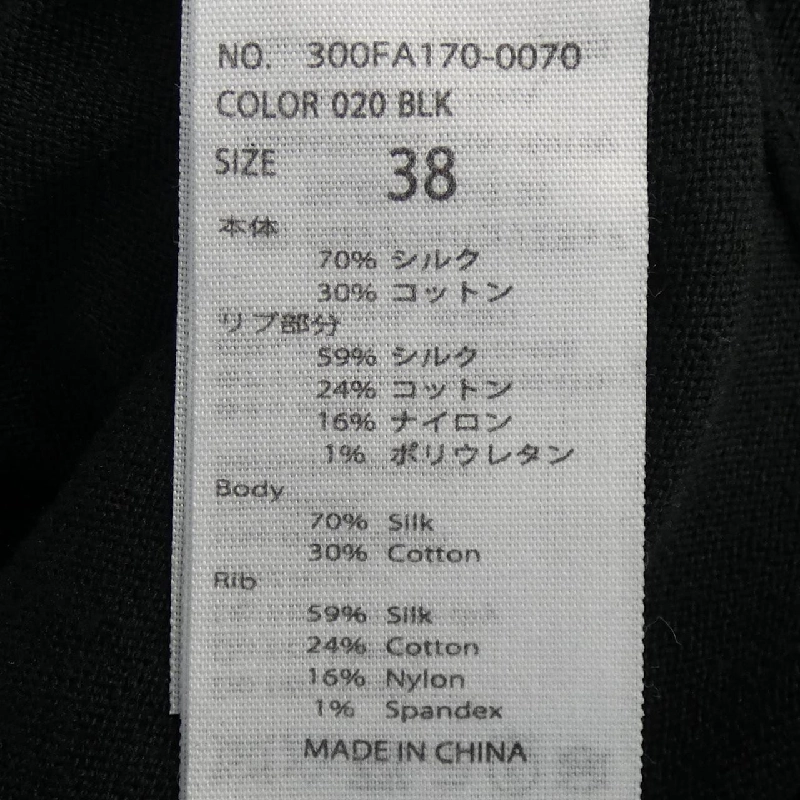 NO. 300FA170-0070
COLOR 020 BLK
SIZE 38
本体
70% シルク
30% コットン
リブ部分
59% シルク
24% コットン
16% ナイロン
1% ポリウレタン
Body
70% Silk
30% Cotton
Rib
59% Silk
24% Cotton
16% Nylon
1% Spandex
MADE IN CHINA